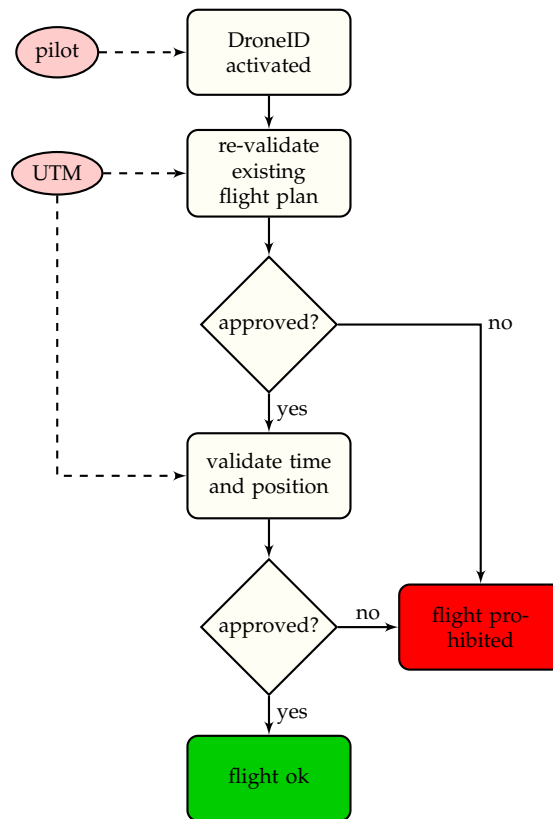 pilot
DroneID
activated
re-validate
existing
flight plan
UTM
approved?
no
yes
validate time
and position
approved?
no
flight pro-
hibited
yes
flight ok